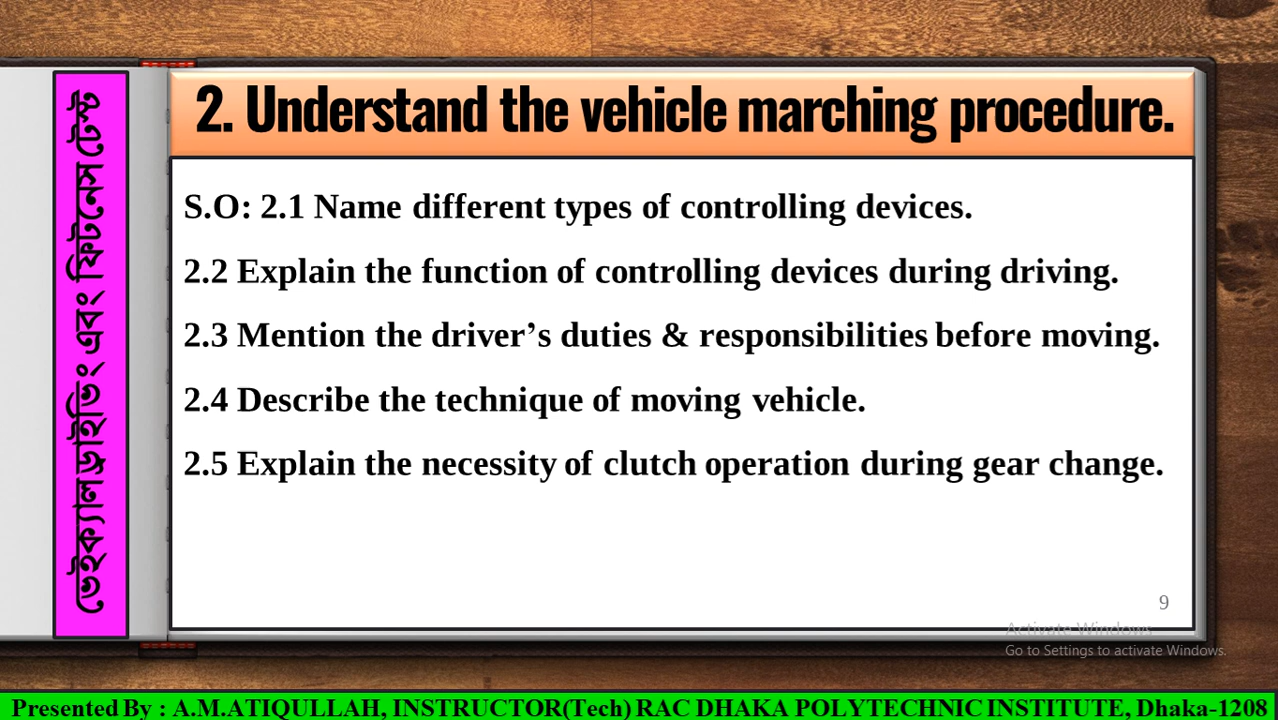 2. Understand the vehicle marching procedure.
ভেইক্যাল ড্রাইভিং এবং ফিটনেস টেস্ট
S.O: 2.1 Name different types of controlling devices.
2.2 Explain the function of controlling devices during driving.
2.3 Mention the driver’s duties & responsibilities before moving.
2.4 Describe the technique of moving vehicle.
2.5 Explain the necessity of clutch operation during gear change.
9
Activate Windows
Go to Settings to activate Windows.
Presented By : A.M.ATIQULLAH, INSTRUCTOR(Tech) RAC DHAKA POLYTECHNIC INSTITUTE, Dhaka-1208